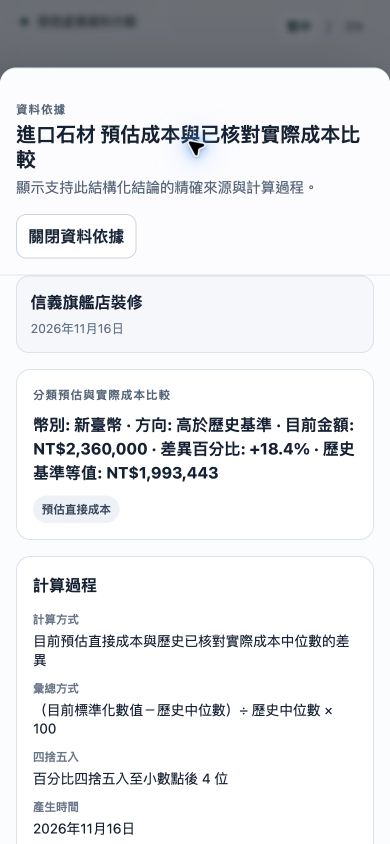 資料依據
進口石材 預估成本與已核對實際成本比
較
顯示支持此結構化結論的精確來源與計算過程。
關閉資料依據
信義旗艦店裝修
2026年11月16日
分類預估與實際成本比較
幣別: 新臺幣 · 方向: 高於歷史基準 · 目前金額:
NT$2,360,000 · 差異百分比: +18.4% · 歷史
基準等值: NT$1,993,443
預估直接成本
計算過程
計算方式
目前預估直接成本與歷史已核對實際成本中位數的差
異
彙總方式
（目前標準化數值－歷史中位數）÷ 歷史中位數 ×
100
四捨五入
百分比四捨五入至小數點後 4 位
產生時間
2026年11月16日